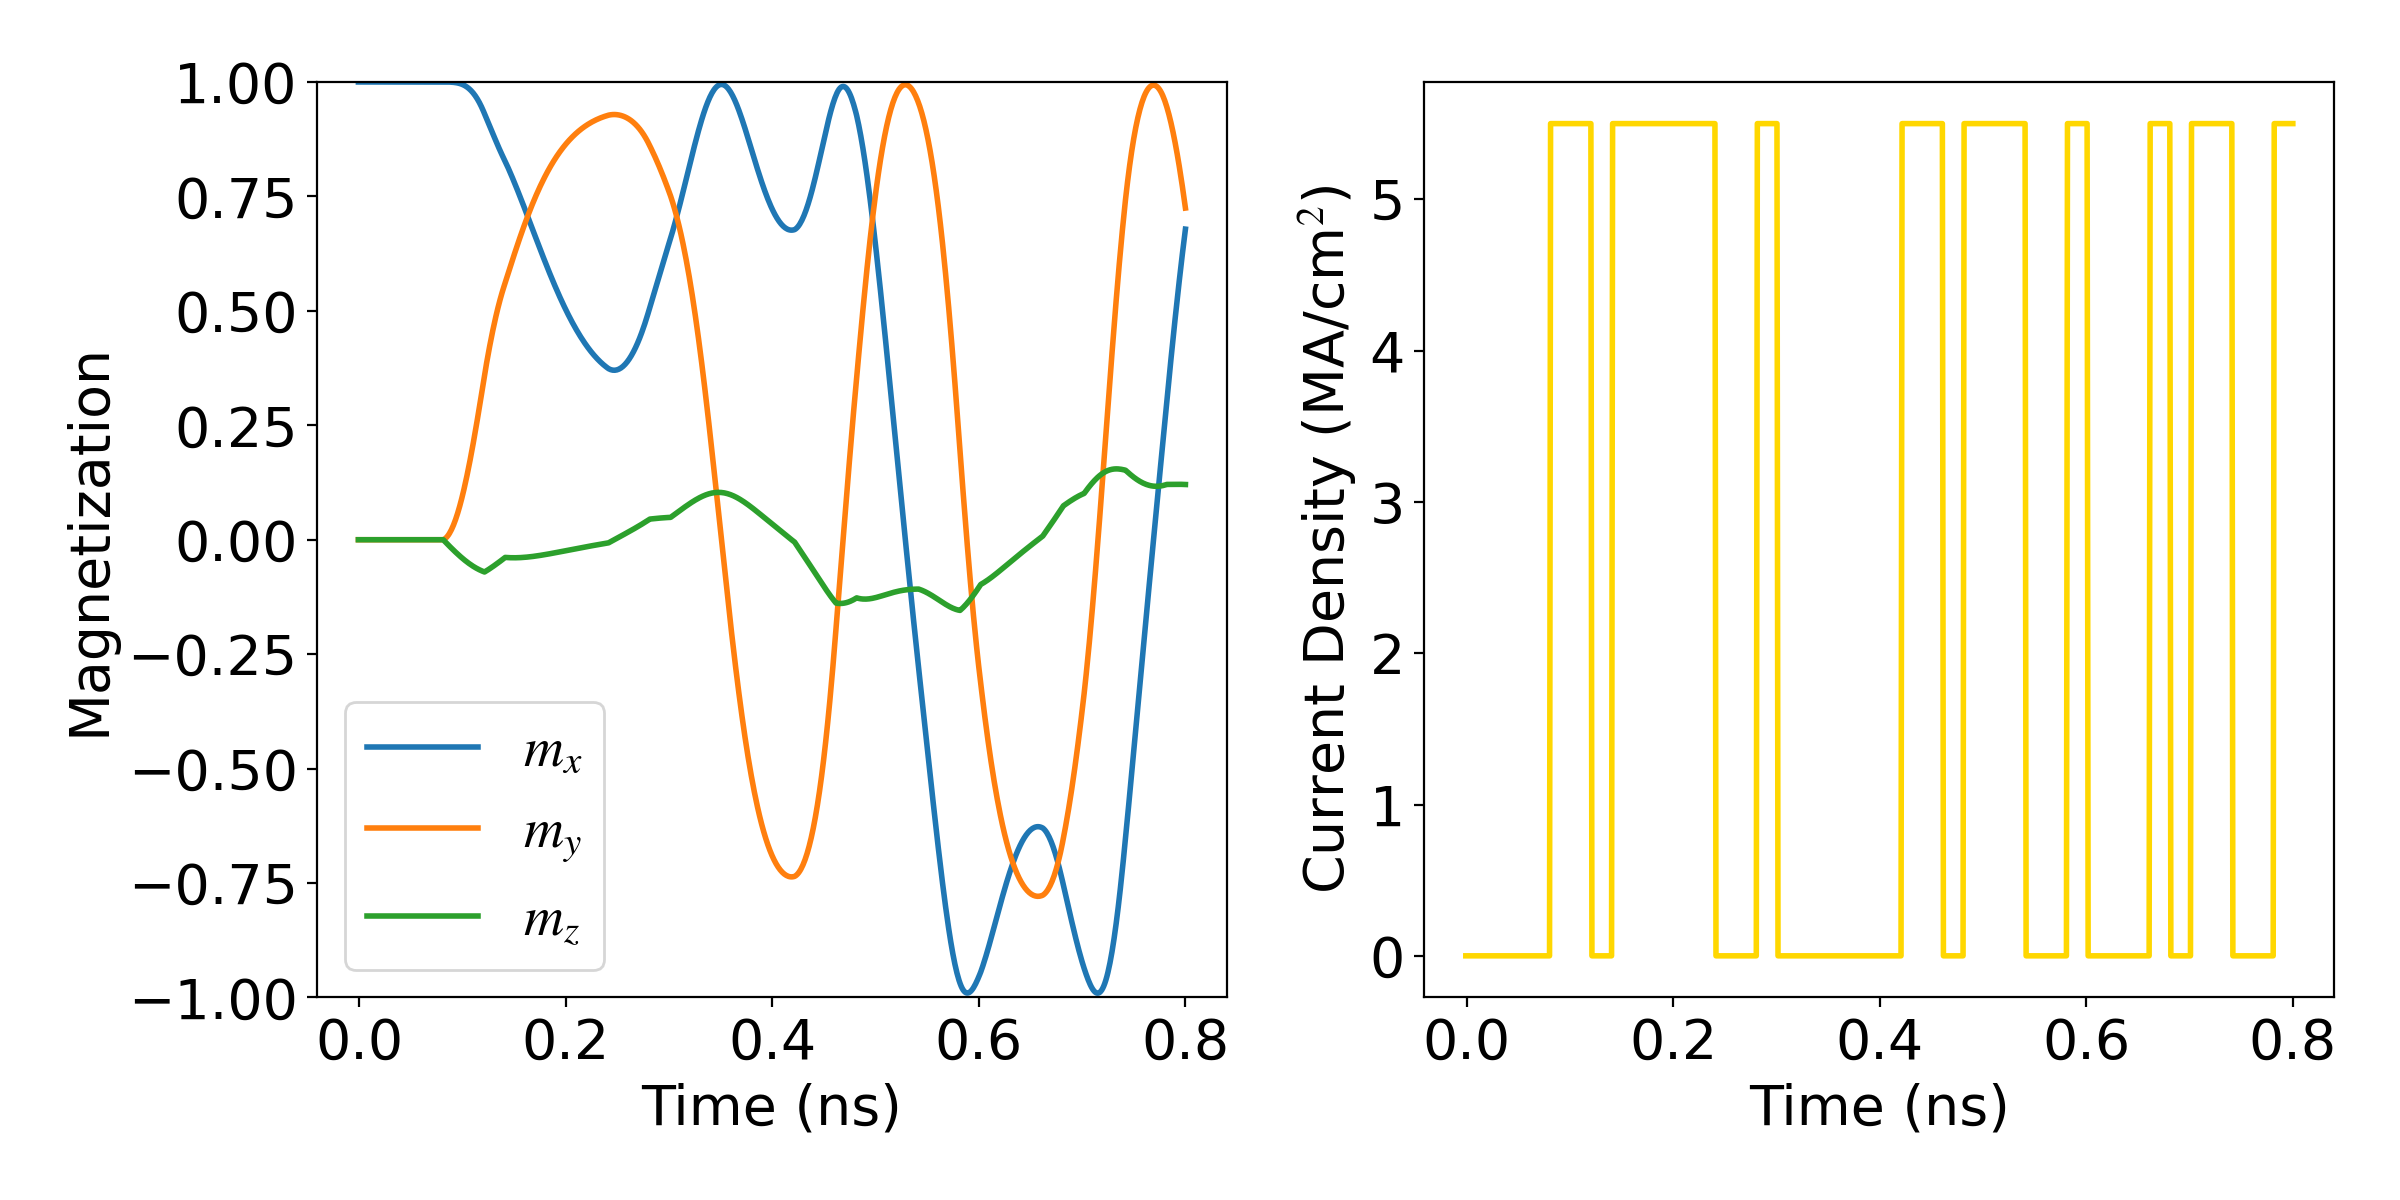 Magnetization
1.00
0.75
0.50
0.25
0.00
−0.25
−0.50
−0.75
−1.00
m_x
m_y
m_z
0.0 0.2 0.4 0.6 0.8
Time (ns)
Current Density (MA/cm²)
5
4
3
2
1
0
0.0 0.2 0.4 0.6 0.8
Time (ns)